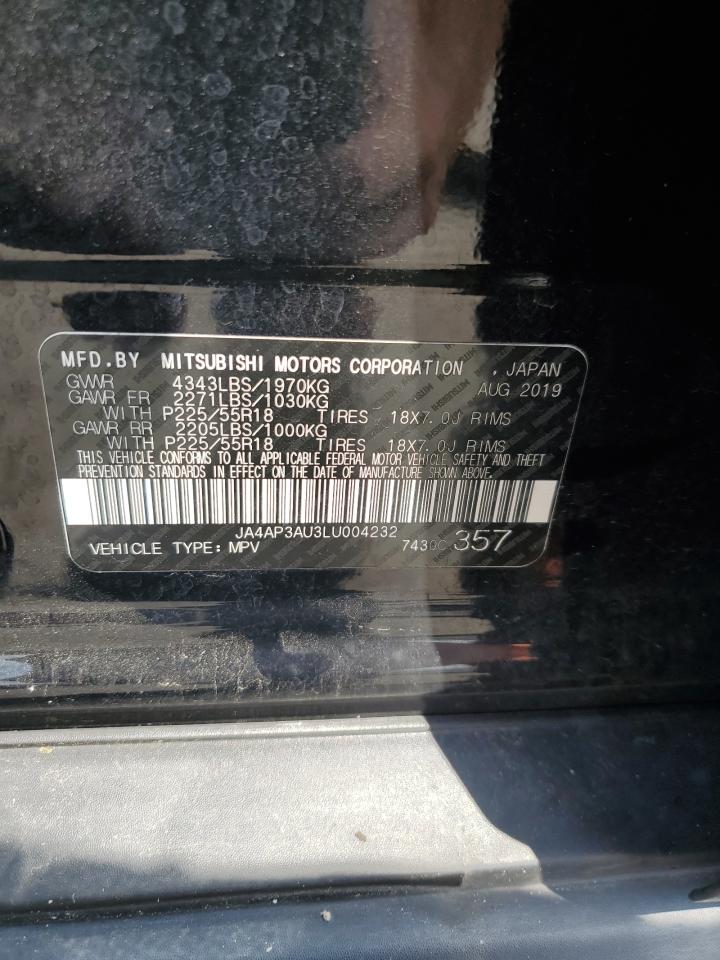 MFD.BY MITSUBISHI MOTORS CORPORATION , JAPAN
GVWR 4343LBS/1970KG AUG 2019
GAWR FR 2271LBS/1030KG
WITH P225/55R18 TIRES 18X7.0J RIMS
GAWR RR 2205LBS/1000KG
WITH P225/55R18 TIRES 18X7.0J RIMS
THIS VEHICLE CONFORMS TO ALL APPLICABLE FEDERAL MOTOR VEHICLE SAFETY AND THEFT
PREVENTION STANDARDS IN EFFECT ON THE DATE OF MANUFACTURE SHOWN ABOVE.
JA4AP3AU3LU004232
VEHICLE TYPE: MPV 7430C 357